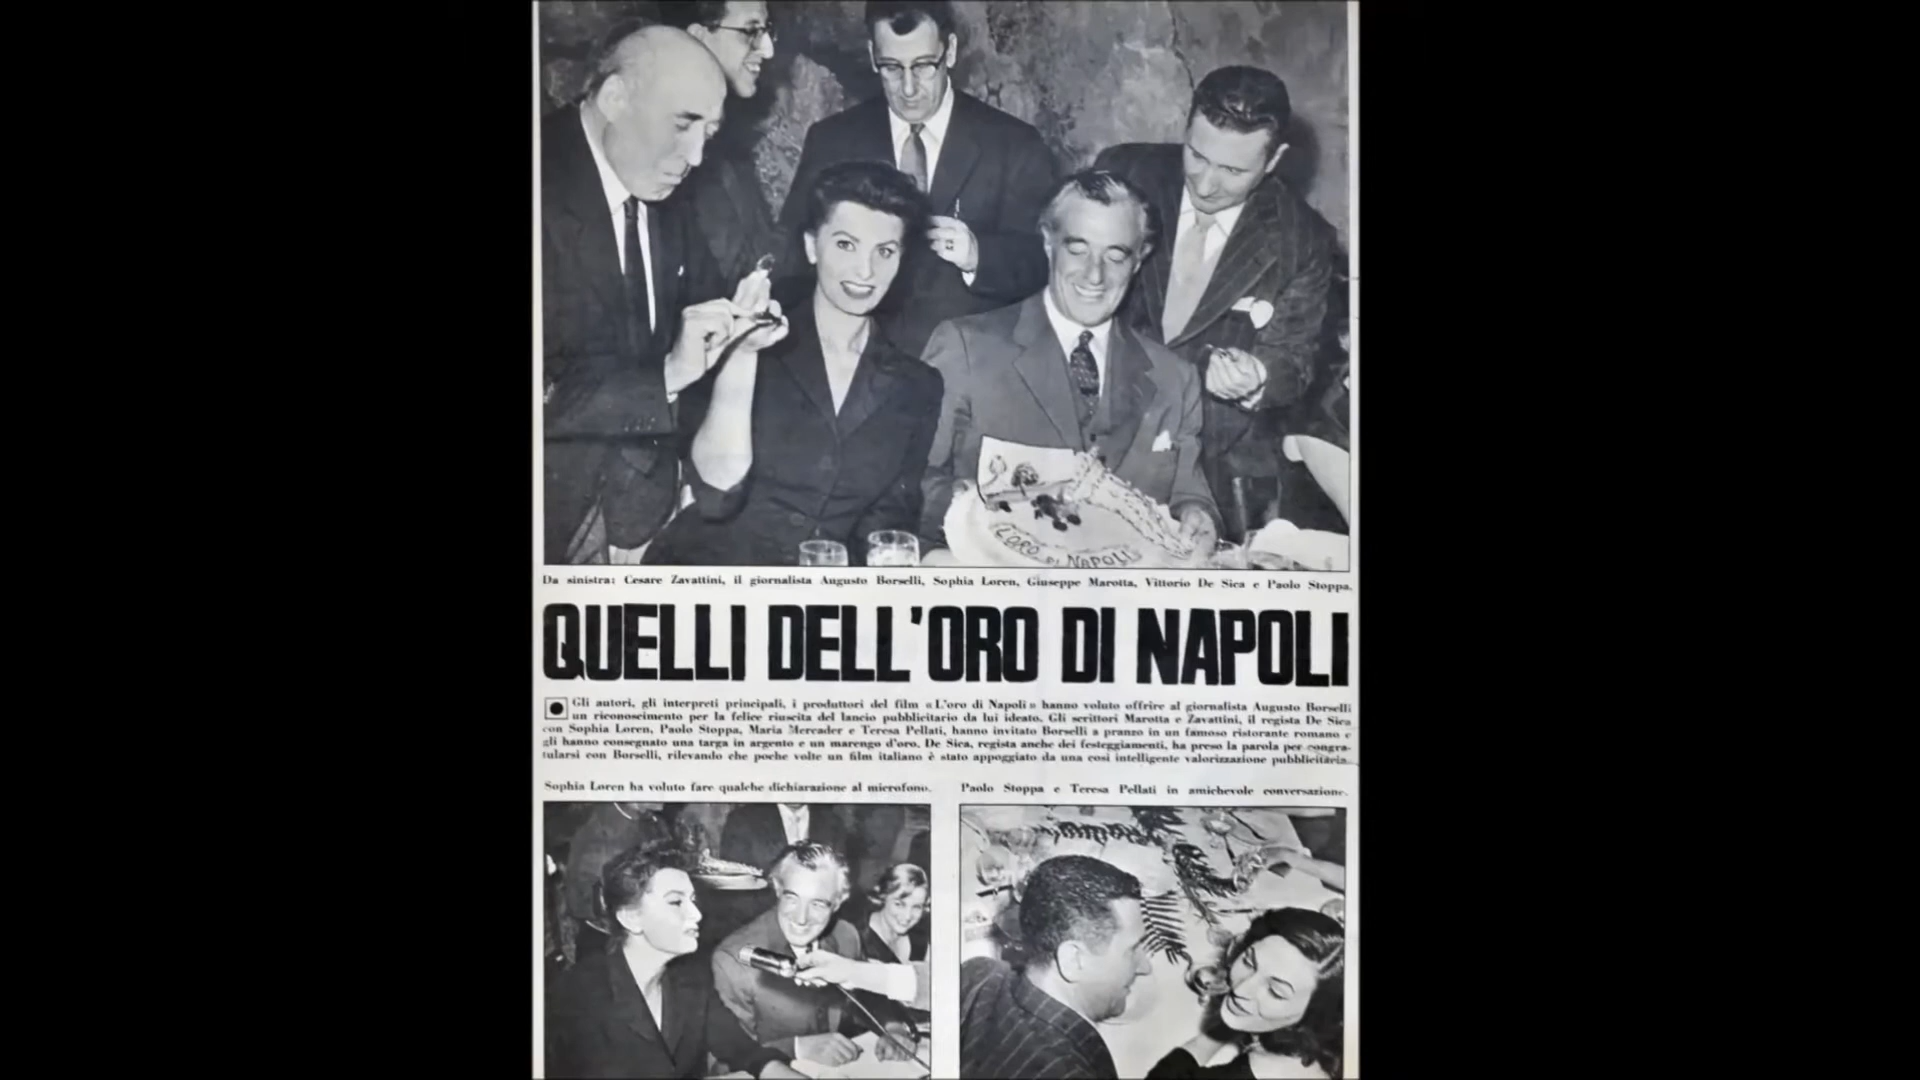 L'ORO DI NAPOLI
Da sinistra: Cesare Zavattini, il giornalista Augusto Borselli, Sophia Loren, Giuseppe Marotta, Vittorio De Sica e Paolo Stoppa.
QUELLI DELL'ORO DI NAPOLI
Gli autori, gli interpreti principali, i produttori del film «L'oro di Napoli» hanno voluto offrire al giornalista Augusto Borselli
un riconoscimento per la felice riuscita del lancio pubblicitario da lui ideato. Gli scrittori Marotta e Zavattini, il regista De Sica
con Sophia Loren, Paolo Stoppa, Maria Mercader e Teresa Pellati, hanno invitato Borselli a pranzo in un famoso ristorante romano e
gli hanno consegnato una targa in argento e un marengo d'oro. De Sica, regista anche dei festeggiamenti, ha preso la parola per congra-
tularsi con Borselli, rilevando che poche volte un film italiano è stato appoggiato da una così intelligente valorizzazione pubblicitaria.
Sophia Loren ha voluto fare qualche dichiarazione al microfono.
Paolo Stoppa e Teresa Pellati in amichevole conversazione.